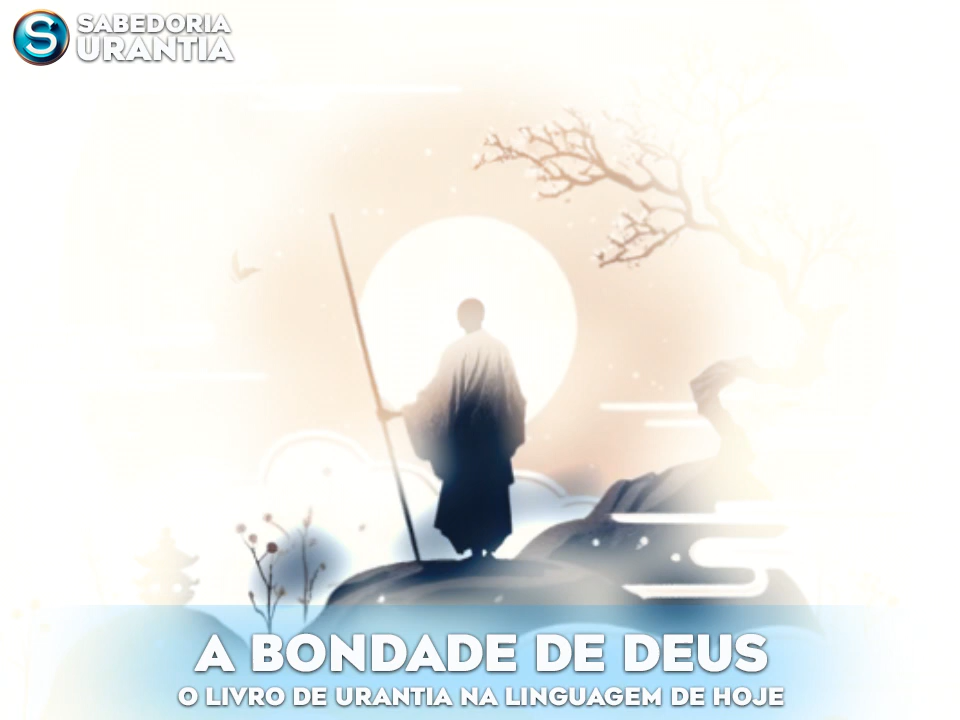 SABEDORIA
URANTIA
A BONDADE DE DEUS
O LIVRO DE URANTIA NA LINGUAGEM DE HOJE